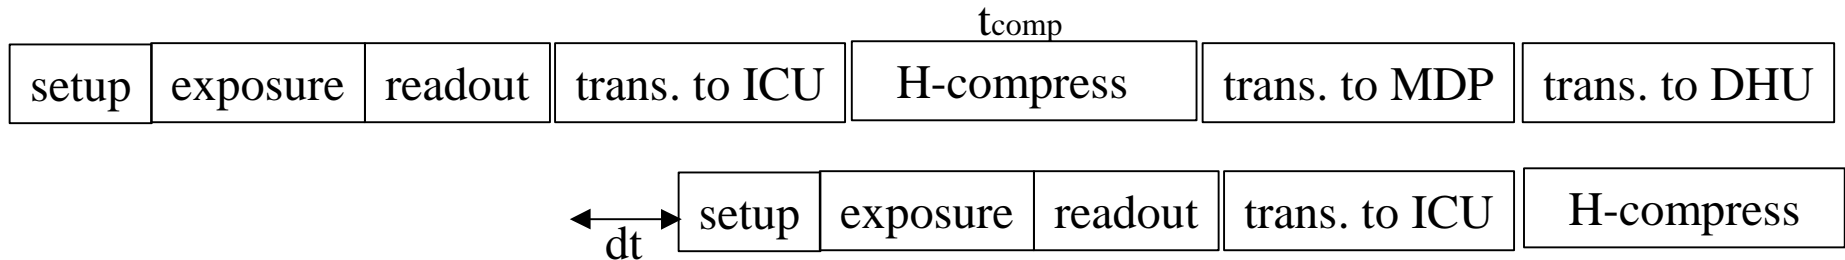 tcomp
setup exposure readout trans. to ICU H-compress trans. to MDP trans. to DHU
setup exposure readout trans. to ICU H-compress
dt